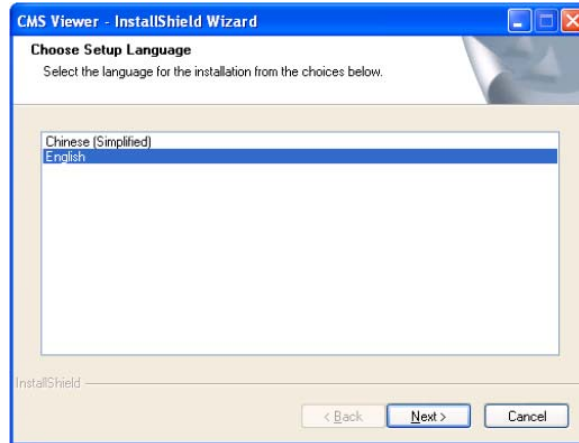 CMS Viewer - InstallShield Wizard
Choose Setup Language
Select the language for the installation from the choices below.
Chinese (Simplified)
English
InstallShield
< Back
Next >
Cancel